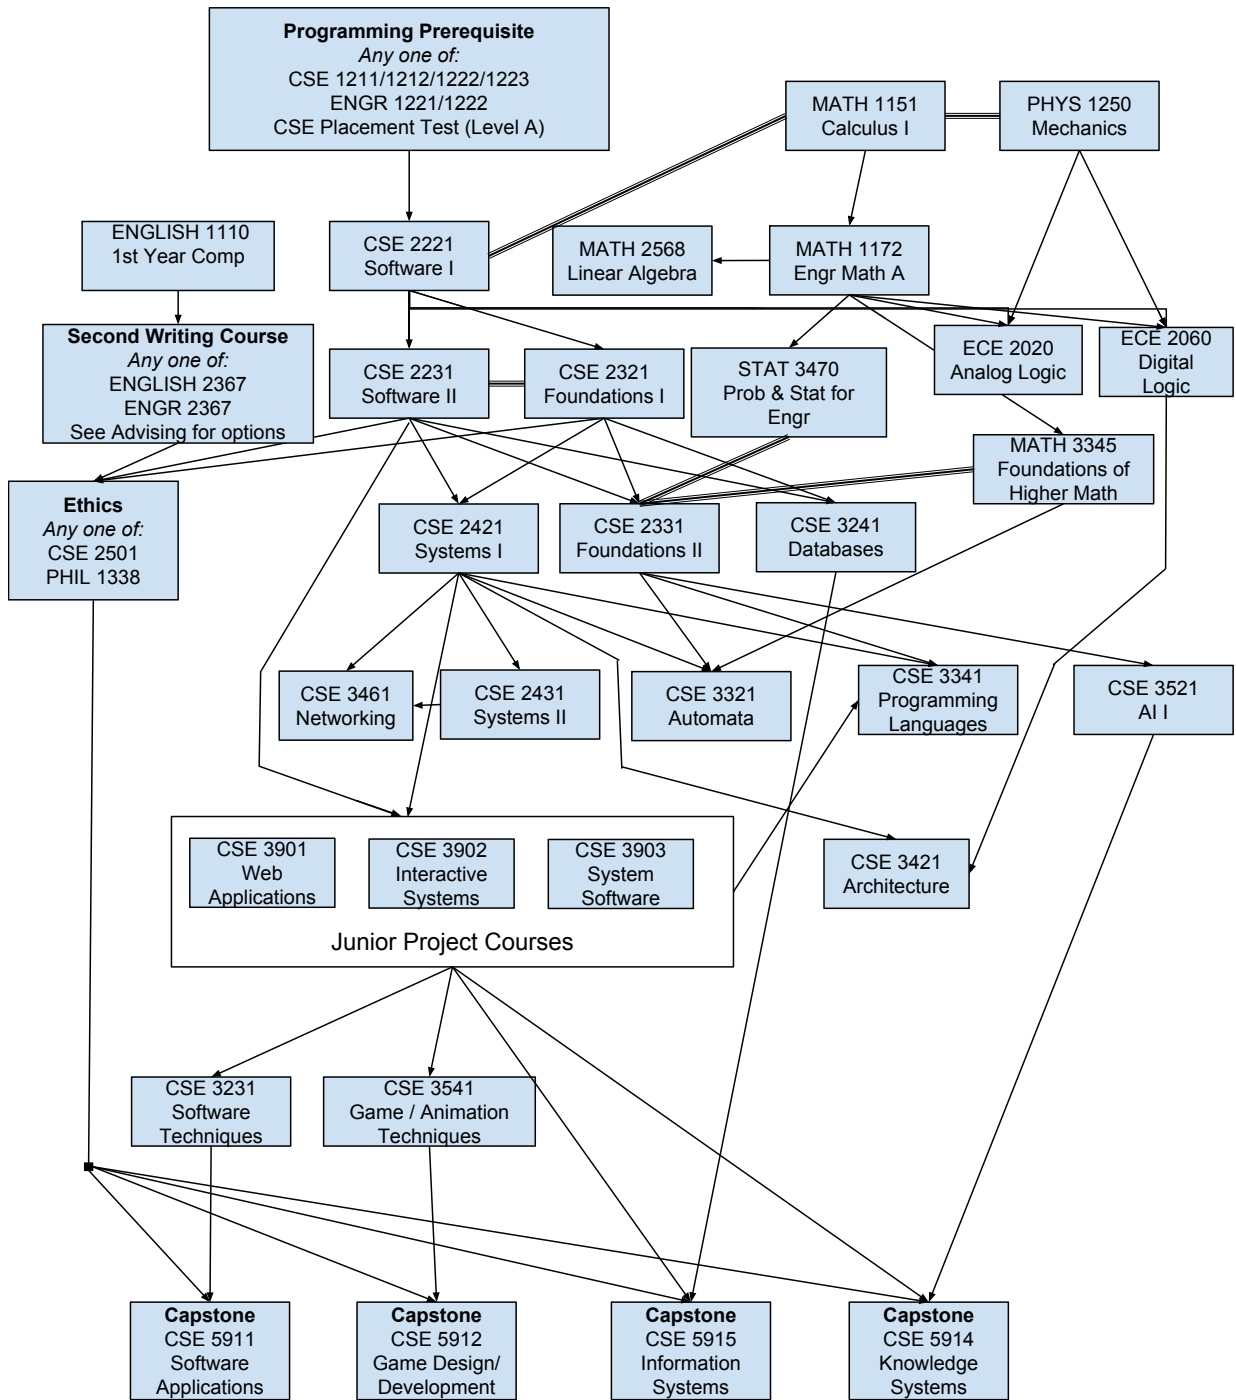 Programming Prerequisite
Any one of:
CSE 1211/1212/1222/1223
ENGR 1221/1222
CSE Placement Test (Level A)
MATH 1151
Calculus I
PHYS 1250
Mechanics
ENGLISH 1110
1st Year Comp
CSE 2221
Software I
MATH 2568
Linear Algebra
MATH 1172
Engr Math A
Second Writing Course
Any one of:
ENGLISH 2367
ENGR 2367
See Advising for options
CSE 2231
Software II
CSE 2321
Foundations I
STAT 3470
Prob & Stat for
Engr
ECE 2020
Analog Logic
ECE 2060
Digital
Logic
MATH 3345
Foundations of
Higher Math
Ethics
Any one of:
CSE 2501
PHIL 1338
CSE 2421
Systems I
CSE 2331
Foundations II
CSE 3241
Databases
CSE 3461
Networking
CSE 2431
Systems II
CSE 3321
Automata
CSE 3341
Programming
Languages
CSE 3521
AI I
CSE 3901
Web
Applications
CSE 3902
Interactive
Systems
CSE 3903
System
Software
Junior Project Courses
CSE 3421
Architecture
CSE 3231
Software
Techniques
CSE 3541
Game / Animation
Techniques
Capstone
CSE 5911
Software
Applications
Capstone
CSE 5912
Game Design/
Development
Capstone
CSE 5915
Information
Systems
Capstone
CSE 5914
Knowledge
Systems